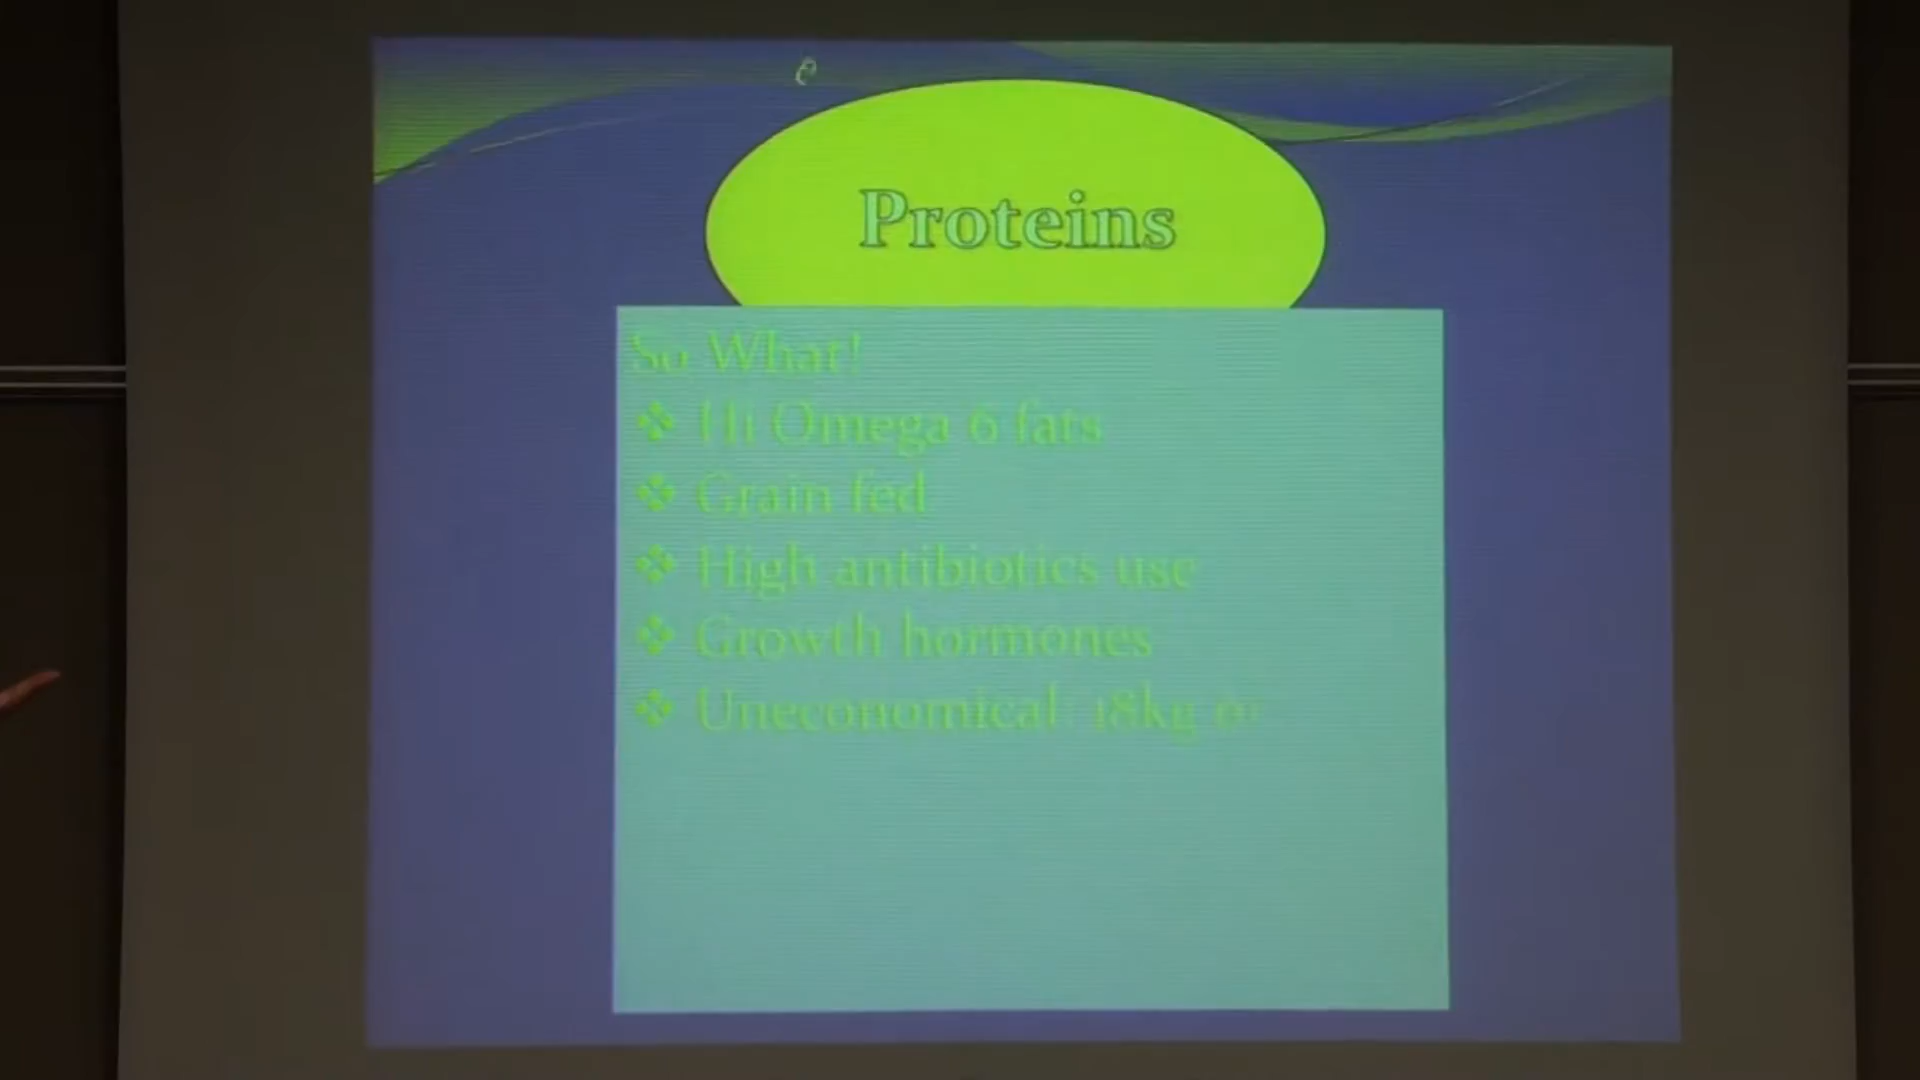 Proteins
So What!
❖ Hi Omega 6 fats
❖ Grain fed
❖ High antibiotics use
❖ Growth hormones
❖ Uneconomical 18kg